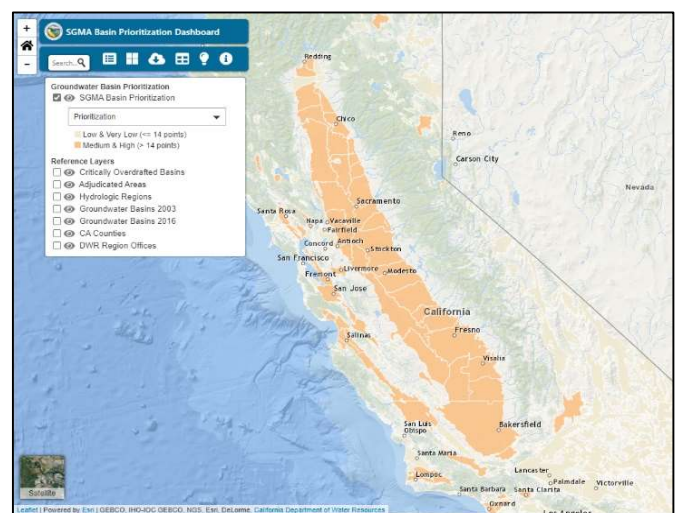 +
-
SGMA Basin Prioritization Dashboard
Search...
Groundwater Basin Prioritization
SGMA Basin Prioritization
Prioritization
Low & Very Low (<= 14 points)
Medium & High (> 14 points)
Reference Layers
Critically Overdrafted Basins
Adjudicated Areas
Hydrologic Regions
Groundwater Basins 2003
Groundwater Basins 2016
CA Counties
DWR Region Offices
Redding
Chico
Reno
Carson City
Nevada
Sacramento
Santa Rosa
Napa
Vacaville
Fairfield
Concord
Antioch
Stockton
San Francisco
Livermore
Modesto
Fremont
San Jose
California
Salinas
Fresno
Visalia
San Luis
Obispo
Bakersfield
Santa Maria
Lompoc
Lancaster
Palmdale
Victorville
Santa Barbara
Santa Clarita
Oxnard
Los Angeles
Satellite
Leaflet | Powered by Esri | GEBCO, IHO-IOC GEBCO, NGS, Esri, DeLorme, California Department of Water Resources